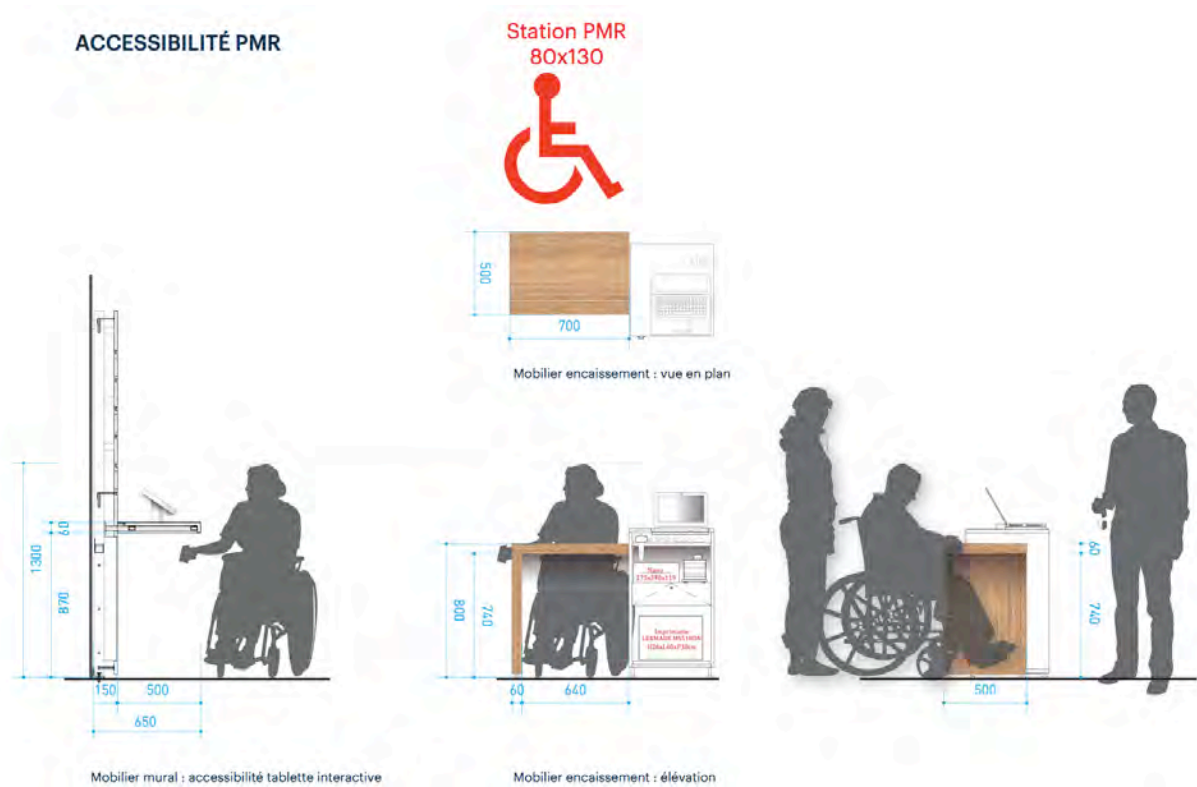 ACCESSIBILITÉ PMR
Station PMR
80x130
500
700
Mobilier encaissement : vue en plan
1300
60
870
150
500
650
Mobilier mural : accessibilité tablette interactive
800
740
60
640
Imprimante
Mobilier encaissement : élévation
60
740
500